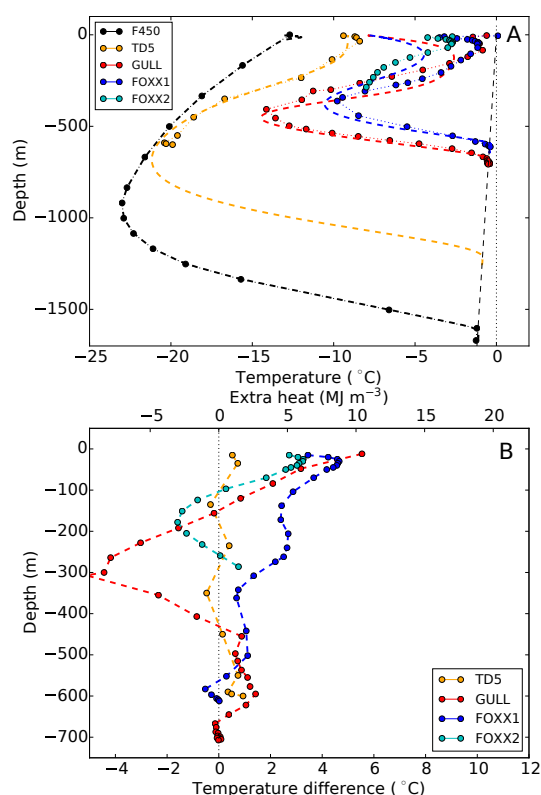 A
F450
TD5
GULL
FOXX1
FOXX2
0
−500
−1000
−1500
Depth (m)
−25 −20 −15 −10 −5 0
Temperature ( °C)
Extra heat (MJ m⁻³)
−5 0 5 10 15 20
B
0
−100
−200
−300
−400
−500
−600
−700
Depth (m)
TD5
GULL
FOXX1
FOXX2
−4 −2 0 2 4 6 8 10 12
Temperature difference ( °C)